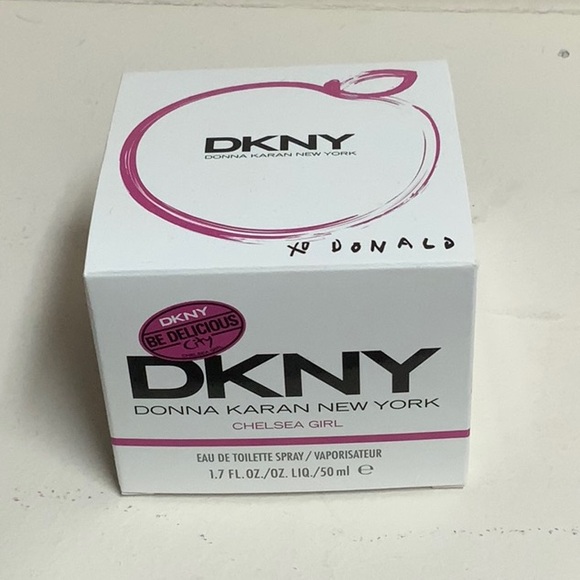 DKNY
DONNA KARAN NEW YORK
XO DONALD
DKNY
BE DELICIOUS
City
DKNY
DONNA KARAN NEW YORK
CHELSEA GIRL
EAU DE TOILETTE SPRAY / VAPORISATEUR
1.7 FL.OZ./OZ. LIQ./50 ml ℮